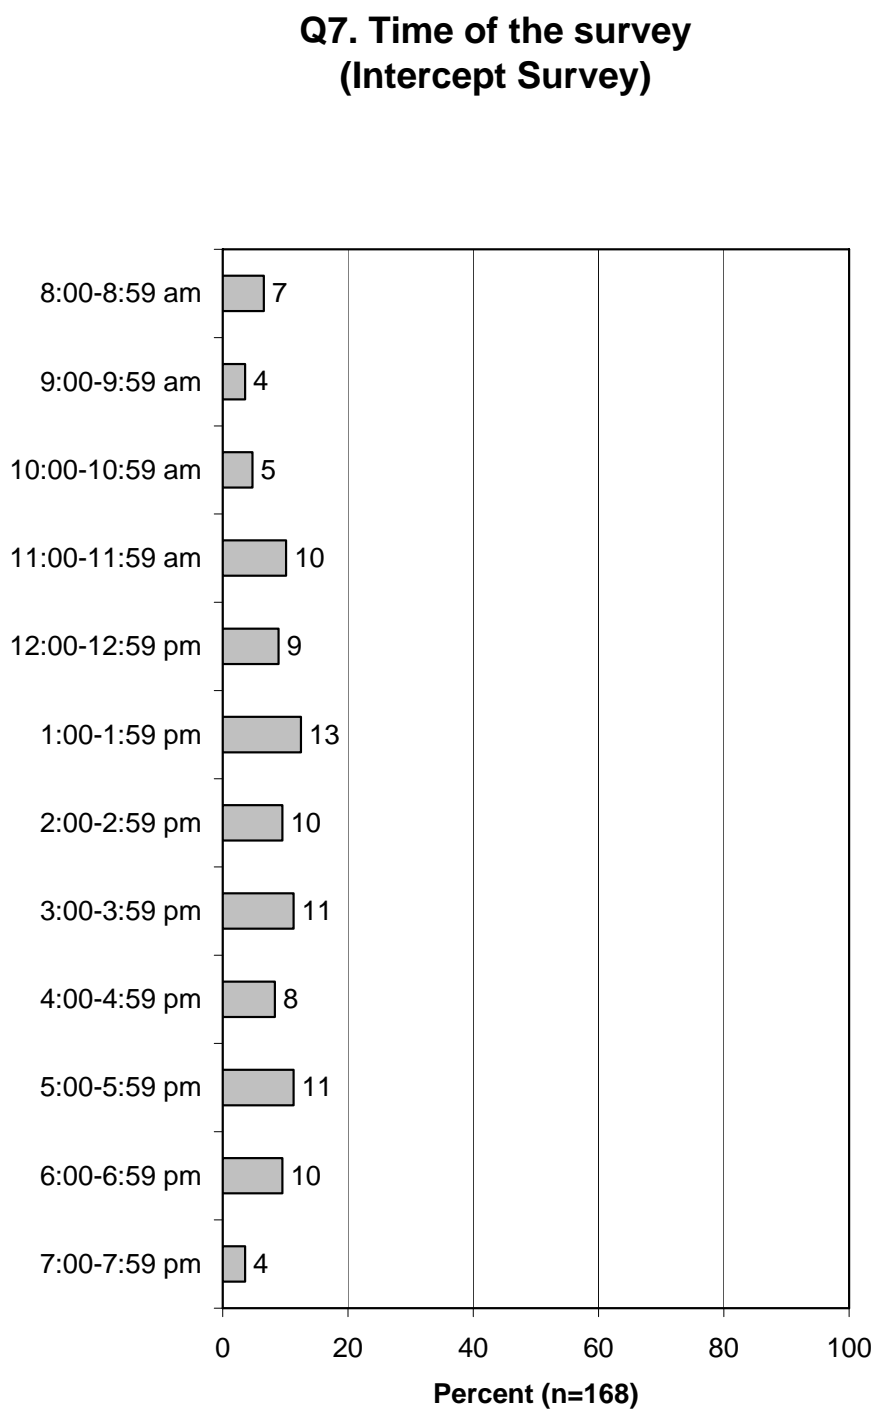 Q7. Time of the survey
(Intercept Survey)
8:00-8:59 am 7
9:00-9:59 am 4
10:00-10:59 am 5
11:00-11:59 am 10
12:00-12:59 pm 9
1:00-1:59 pm 13
2:00-2:59 pm 10
3:00-3:59 pm 11
4:00-4:59 pm 8
5:00-5:59 pm 11
6:00-6:59 pm 10
7:00-7:59 pm 4
0 20 40 60 80 100
Percent (n=168)